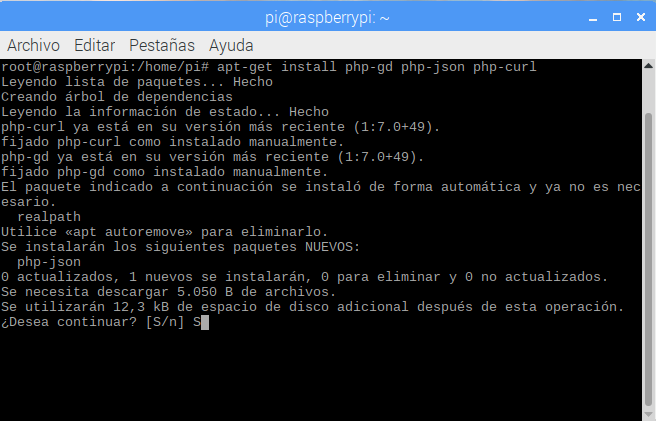 pi@raspberrypi: ~
Archivo Editar Pestañas Ayuda
root@raspberrypi:/home/pi# apt-get install php-gd php-json php-curl
Leyendo lista de paquetes... Hecho
Creando árbol de dependencias
Leyendo la información de estado... Hecho
php-curl ya está en su versión más reciente (1:7.0+49).
fijado php-curl como instalado manualmente.
php-gd ya está en su versión más reciente (1:7.0+49).
fijado php-gd como instalado manualmente.
El paquete indicado a continuación se instaló de forma automática y ya no es nec
esario.
  realpath
Utilice «apt autoremove» para eliminarlo.
Se instalarán los siguientes paquetes NUEVOS:
  php-json
0 actualizados, 1 nuevos se instalarán, 0 para eliminar y 0 no actualizados.
Se necesita descargar 5.050 B de archivos.
Se utilizarán 12,3 kB de espacio de disco adicional después de esta operación.
¿Desea continuar? [S/n] S